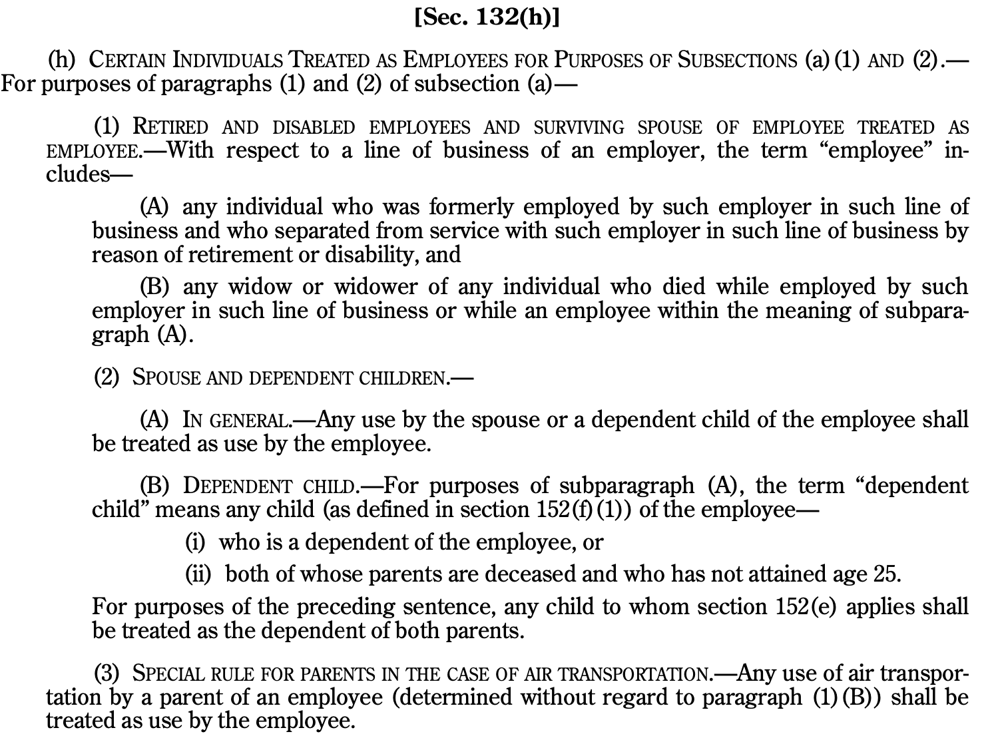 [Sec. 132(h)]
(h) CERTAIN INDIVIDUALS TREATED AS EMPLOYEES FOR PURPOSES OF SUBSECTIONS (a)(1) AND (2).—
For purposes of paragraphs (1) and (2) of subsection (a)—
(1) RETIRED AND DISABLED EMPLOYEES AND SURVIVING SPOUSE OF EMPLOYEE TREATED AS
EMPLOYEE.—With respect to a line of business of an employer, the term “employee” in-
cludes—
(A) any individual who was formerly employed by such employer in such line of
business and who separated from service with such employer in such line of business by
reason of retirement or disability, and
(B) any widow or widower of any individual who died while employed by such
employer in such line of business or while an employee within the meaning of subpara-
graph (A).
(2) SPOUSE AND DEPENDENT CHILDREN.—
(A) IN GENERAL.—Any use by the spouse or a dependent child of the employee shall
be treated as use by the employee.
(B) DEPENDENT CHILD.—For purposes of subparagraph (A), the term “dependent
child” means any child (as defined in section 152(f)(1)) of the employee—
(i) who is a dependent of the employee, or
(ii) both of whose parents are deceased and who has not attained age 25.
For purposes of the preceding sentence, any child to whom section 152(e) applies shall
be treated as the dependent of both parents.
(3) SPECIAL RULE FOR PARENTS IN THE CASE OF AIR TRANSPORTATION.—Any use of air transpor-
tation by a parent of an employee (determined without regard to paragraph (1)(B)) shall be
treated as use by the employee.